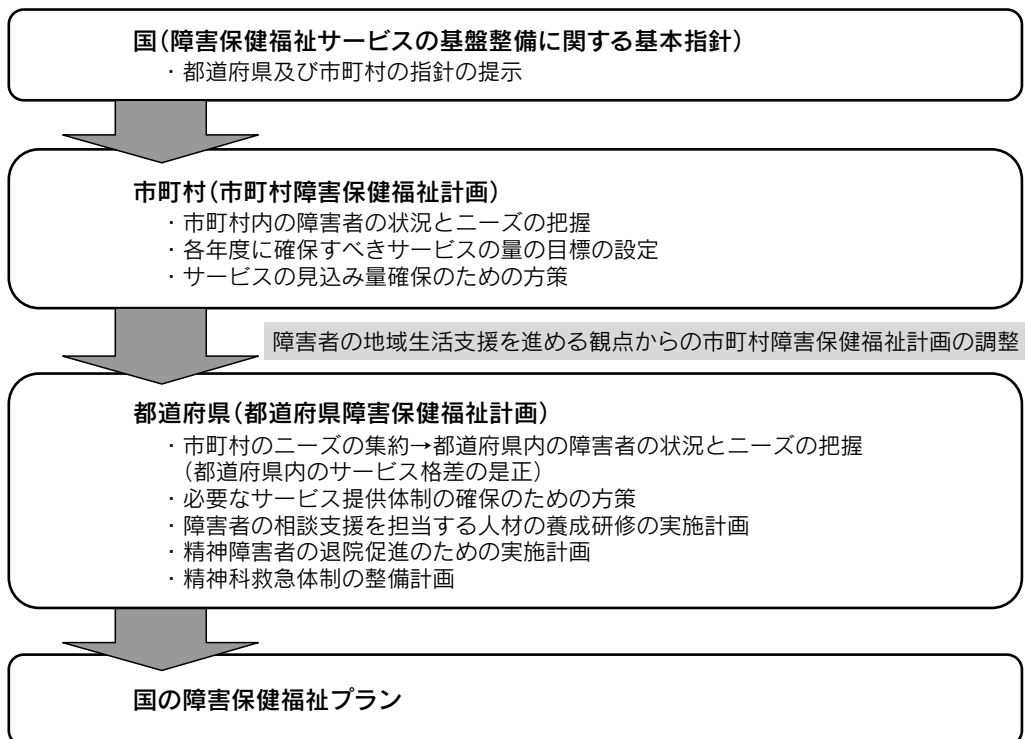 国(障害保健福祉サービスの基盤整備に関する基本指針)
・都道府県及び市町村の指針の提示
市町村(市町村障害保健福祉計画)
・市町村内の障害者の状況とニーズの把握
・各年度に確保すべきサービスの量の目標の設定
・サービスの見込み量確保のための方策
障害者の地域生活支援を進める観点からの市町村障害保健福祉計画の調整
都道府県(都道府県障害保健福祉計画)
・市町村のニーズの集約→都道府県内の障害者の状況とニーズの把握
(都道府県内のサービス格差の是正)
・必要なサービス提供体制の確保のための方策
・障害者の相談支援を担当する人材の養成研修の実施計画
・精神障害者の退院促進のための実施計画
・精神科救急体制の整備計画
国の障害保健福祉プラン